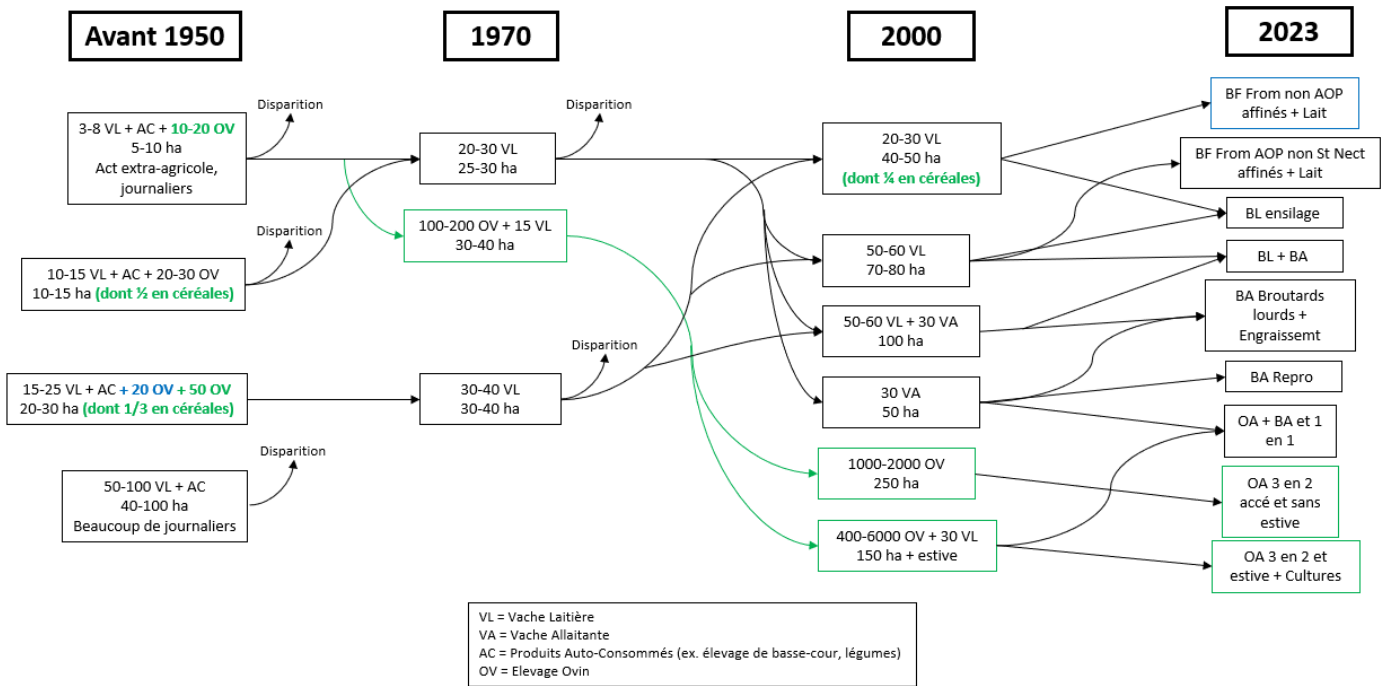 Avant 1950
1970
2000
2023
Disparition
3-8 VL + AC + 10-20 OV
5-10 ha
Act extra-agricole,
journaliers
Disparition
10-15 VL + AC + 20-30 OV
10-15 ha (dont ½ en céréales)
15-25 VL + AC + 20 OV + 50 OV
20-30 ha (dont 1/3 en céréales)
Disparition
50-100 VL + AC
40-100 ha
Beaucoup de journaliers
Disparition
20-30 VL
25-30 ha
100-200 OV + 15 VL
30-40 ha
Disparition
30-40 VL
30-40 ha
20-30 VL
40-50 ha
(dont ¼ en céréales)
50-60 VL
70-80 ha
50-60 VL + 30 VA
100 ha
30 VA
50 ha
1000-2000 OV
250 ha
400-6000 OV + 30 VL
150 ha + estive
BF From non AOP
affinés + Lait
BF From AOP non St Nect
affinés + Lait
BL ensilage
BL + BA
BA Broutards
lourds +
Engraissemt
BA Repro
OA + BA et 1
en 1
OA 3 en 2
accé et sans
estive
OA 3 en 2 et
estive + Cultures
VL = Vache Laitière
VA = Vache Allaitante
AC = Produits Auto-Consommés (ex. élevage de basse-cour, légumes)
OV = Elevage Ovin